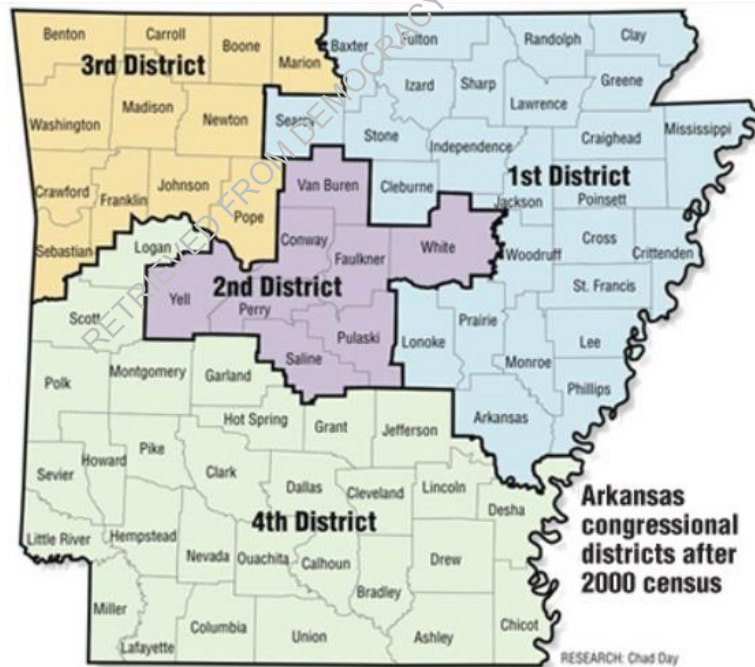 Benton
Carroll
Boone
Marion
Baxter
Fulton
Randolph
Clay
3rd District
Izard
Sharp
Greene
Lawrence
Washington
Madison
Newton
Searcy
Stone
Independence
Craighead
Mississippi
1st District
Crawford
Franklin
Johnson
Pope
Van Buren
Cleburne
Jackson
Poinsett
Sebastian
Logan
Conway
Faulkner
White
Woodruff
Cross
Crittenden
2nd District
Yell
Perry
St. Francis
Scott
Pulaski
Saline
Lonoke
Prairie
Lee
Monroe
Polk
Montgomery
Garland
Phillips
Hot Spring
Grant
Jefferson
Arkansas
Sevier
Howard
Pike
Clark
Dallas
Cleveland
Lincoln
Desha
4th District
Little River
Hempstead
Nevada
Ouachita
Calhoun
Drew
Bradley
Miller
Lafayette
Columbia
Union
Ashley
Chicot
Arkansas
congressional
districts after
2000 census
RESEARCH: Chad Day
RETRIEVED FROM DEMOCRACY